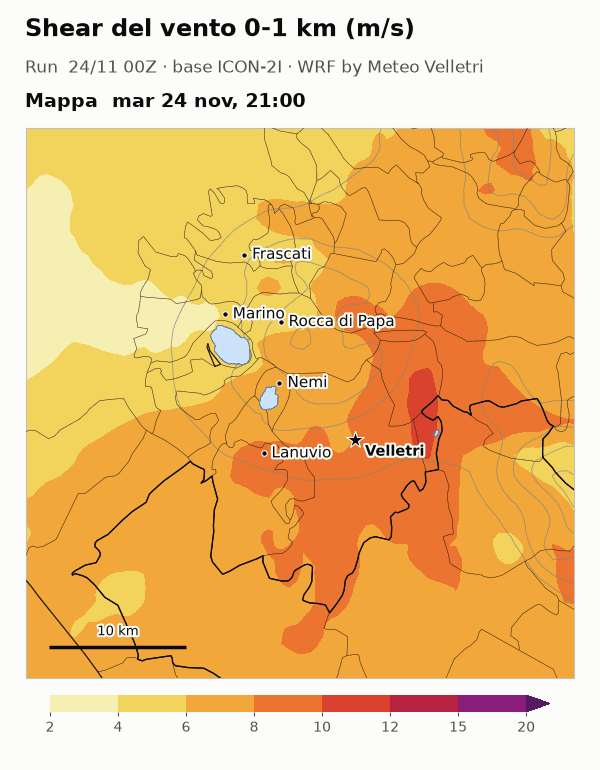 Shear del vento 0-1 km (m/s)
Run  24/11 00Z · base ICON-2I · WRF by Meteo Velletri
Mappa  mar 24 nov, 21:00
Frascati
Marino
Rocca di Papa
Nemi
Velletri
Lanuvio
10 km
2 4 6 8 10 12 15 20